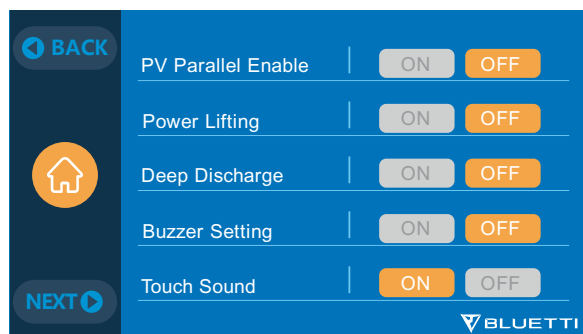 BACK
PV Parallel Enable ON OFF
Power Lifting ON OFF
Deep Discharge ON OFF
Buzzer Setting ON OFF
Touch Sound ON OFF
NEXT
BLUETTI